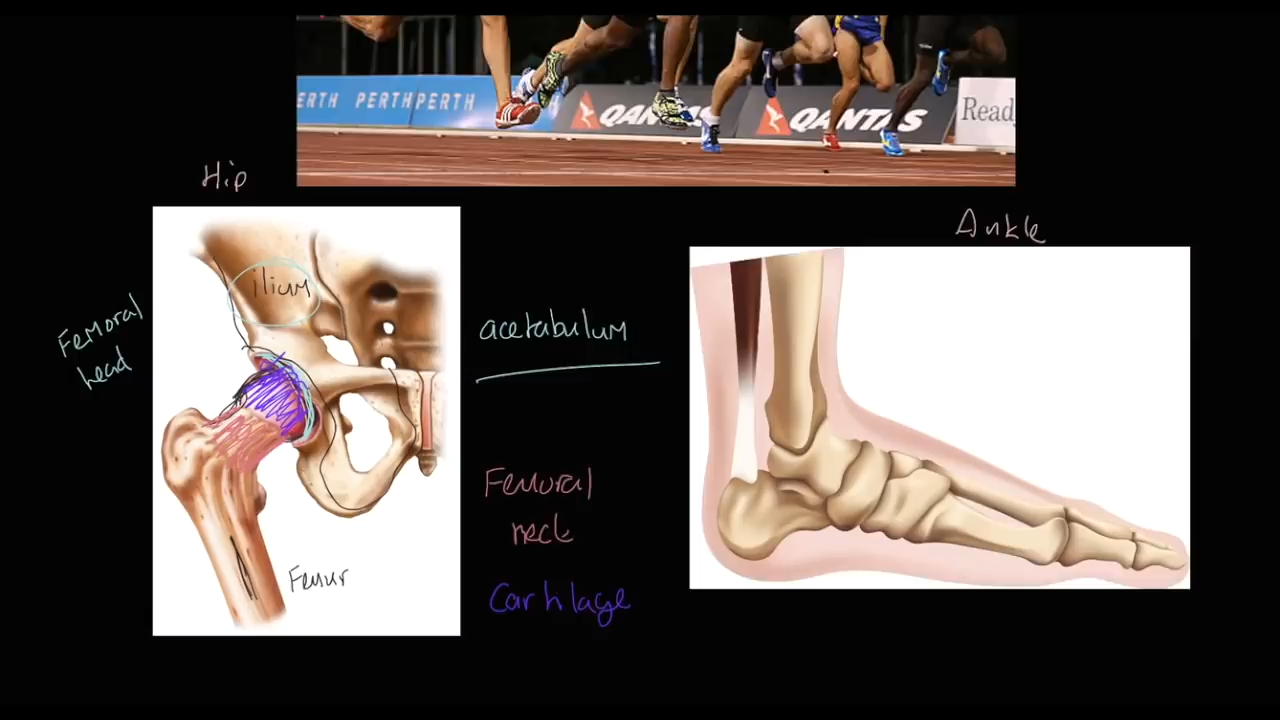 ERTH PERTH PERTH
QANTAS QANTAS
Read
Hip
Ankle
ilium
Femoral
head
acetabulum
Femoral
neck
Femur
Cartilage